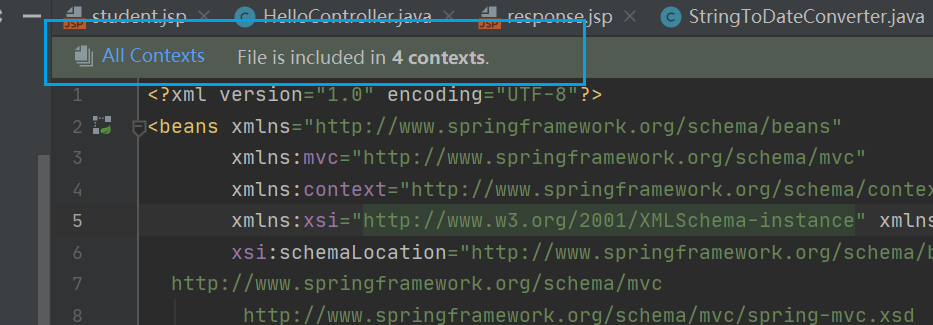 student.jsp HelloController.java response.jsp StringToDateConverter.java
All Contexts File is included in 4 contexts.
1 <?xml version="1.0" encoding="UTF-8"?>
2 <beans xmlns="http://www.springframework.org/schema/beans"
3 xmlns:mvc="http://www.springframework.org/schema/mvc"
4 xmlns:context="http://www.springframework.org/schema/contex
5 xmlns:xsi="http://www.w3.org/2001/XMLSchema-instance" xmlns
6 xsi:schemaLocation="http://www.springframework.org/schema/b
7 http://www.springframework.org/schema/mvc
8 http://www.springframework.org/schema/mvc/spring-mvc.xsd